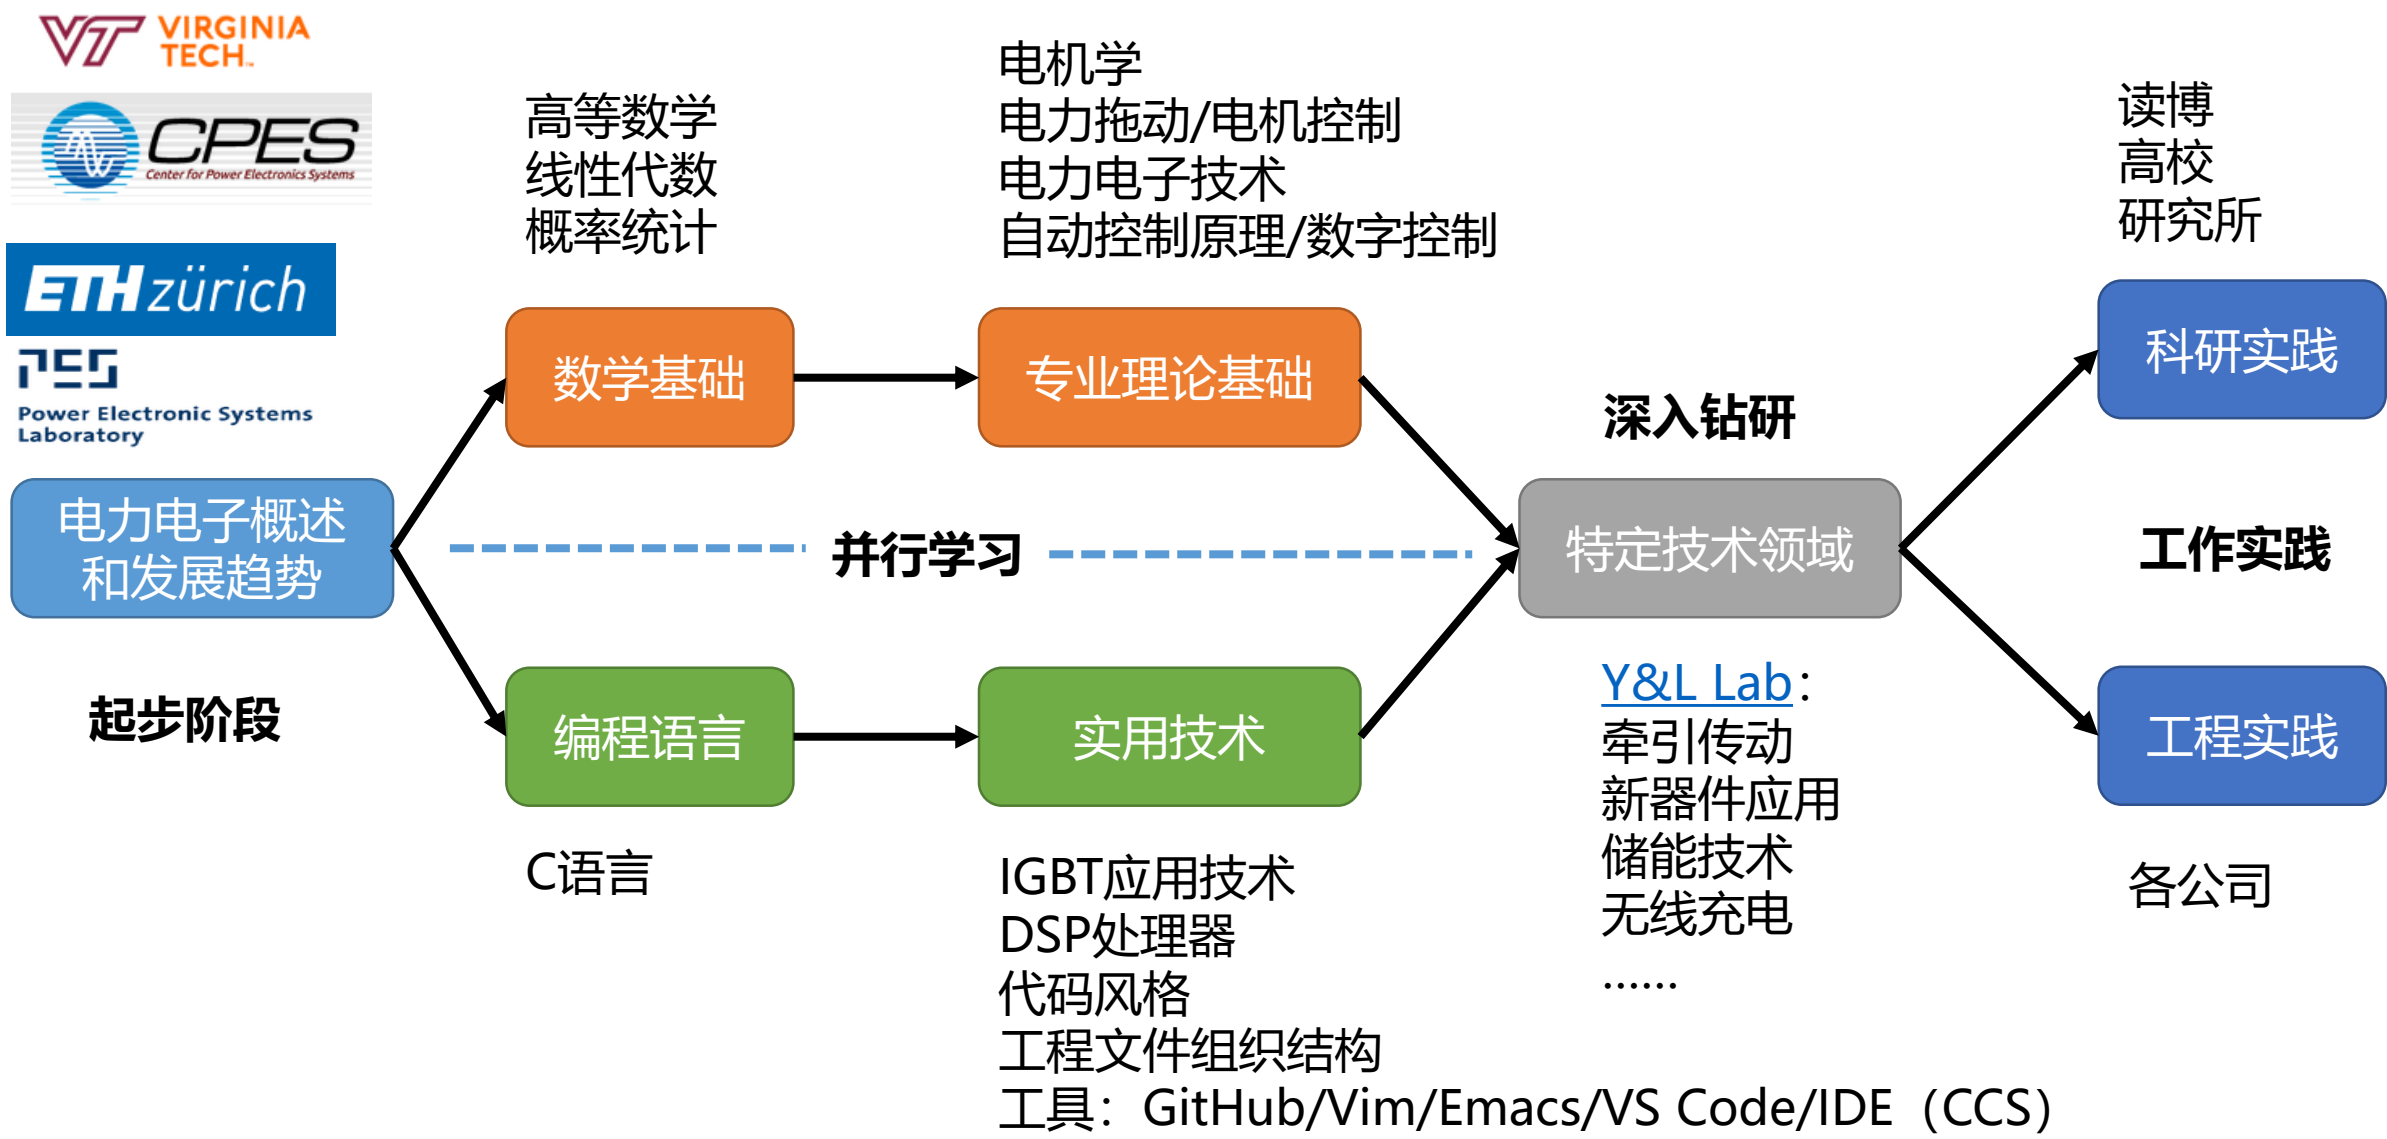 VIRGINIA
TECH
CPES
Center for Power Electronics Systems
ETH zürich
PES
Power Electronic Systems
Laboratory
电力电子概述
和发展趋势
起步阶段
高等数学
线性代数
概率统计
数学基础
编程语言
C语言
电机学
电力拖动/电机控制
电力电子技术
自动控制原理/数字控制
专业理论基础
并行学习
实用技术
IGBT应用技术
DSP处理器
代码风格
工程文件组织结构
工具：GitHub/Vim/Emacs/VS Code/IDE（CCS）
深入钻研
特定技术领域
Y&L Lab：
牵引传动
新器件应用
储能技术
无线充电
……
读博
高校
研究所
科研实践
工作实践
工程实践
各公司